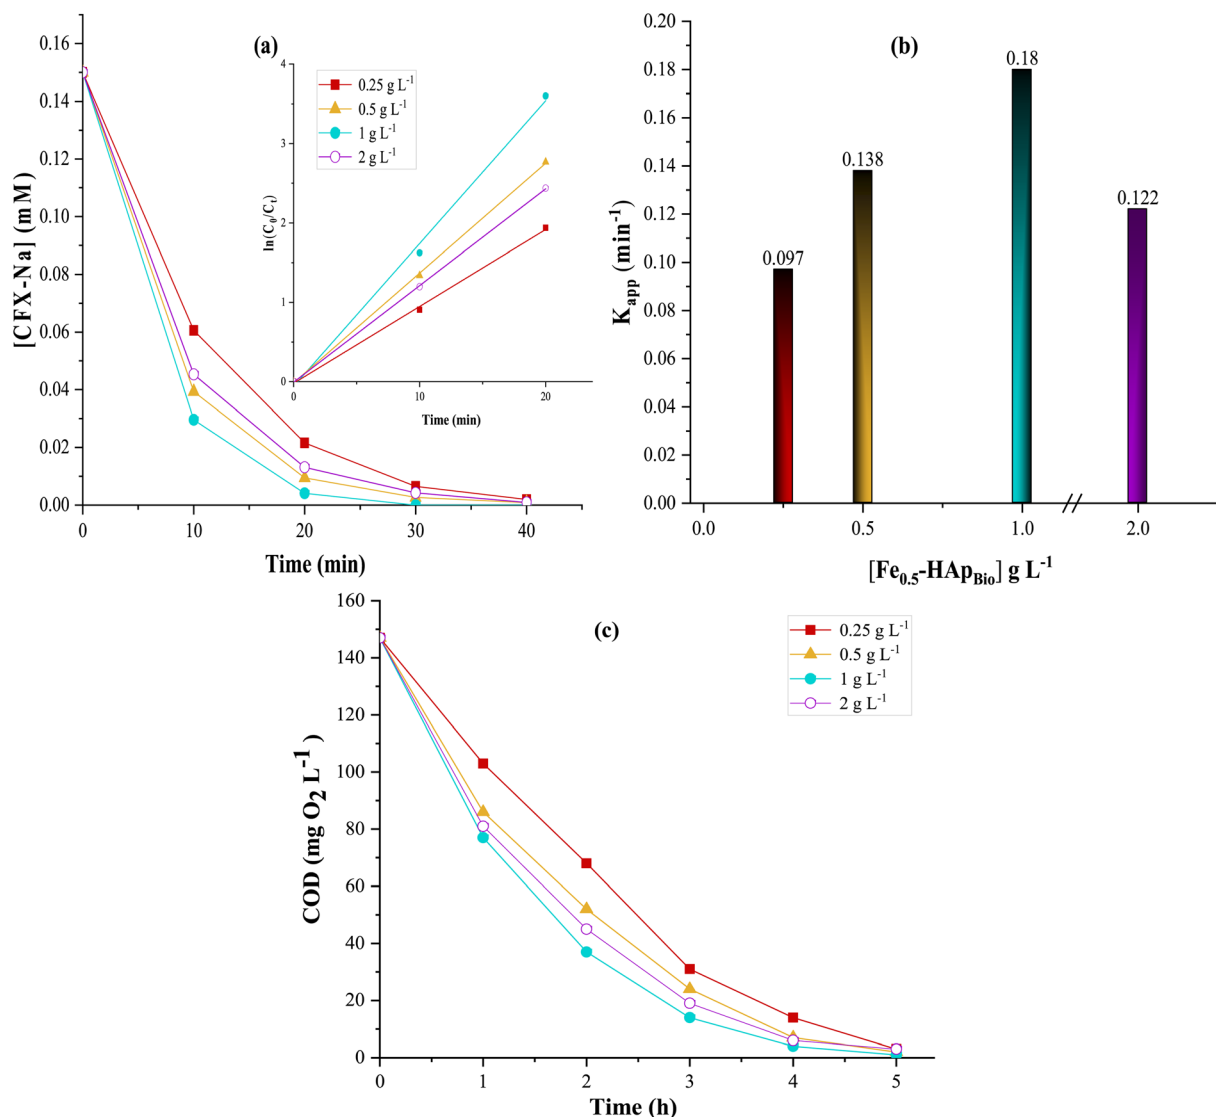 (a)
[CFX-Na] (mM)
0.16
0.14
0.12
0.10
0.08
0.06
0.04
0.02
0.00
0 10 20 30 40
Time (min)
0.25 g L⁻¹
0.5 g L⁻¹
1 g L⁻¹
2 g L⁻¹
ln(C₀/Cₜ)
4
3
2
1
0
0 10 20
Time (min)
(b)
Kₐₚₚ (min⁻¹)
0.20
0.18
0.16
0.14
0.12
0.10
0.08
0.06
0.04
0.02
0.00
0.097
0.138
0.18
0.122
0.0 0.5 1.0 2.0
[Fe₀.₅-HAp_Bio] g L⁻¹
(c)
COD (mg O₂ L⁻¹ )
160
140
120
100
80
60
40
20
0
0 1 2 3 4 5
Time (h)
0.25 g L⁻¹
0.5 g L⁻¹
1 g L⁻¹
2 g L⁻¹